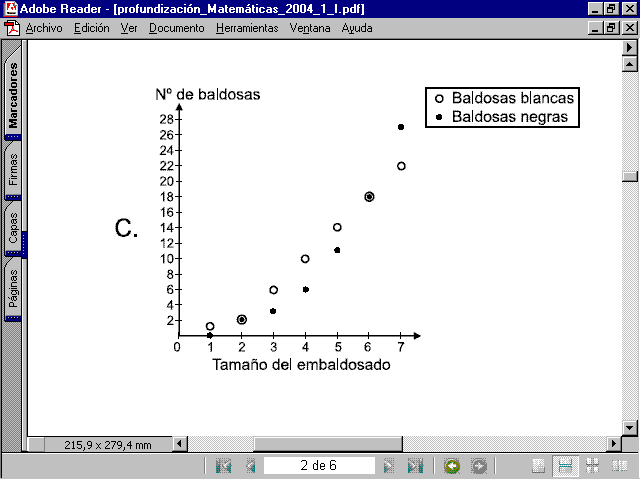 Adobe Reader - [profundización_Matemáticas_2004_1_I.pdf]
Archivo Edición Ver Documento Herramientas Ventana Ayuda
Marcadores
Firmas
Capas
Páginas
Nº de baldosas
Baldosas blancas
Baldosas negras
C.
28
26
24
22
20
18
16
14
12
10
8
6
4
2
0 1 2 3 4 5 6 7
Tamaño del embaldosado
215,9 x 279,4 mm
2 de 6